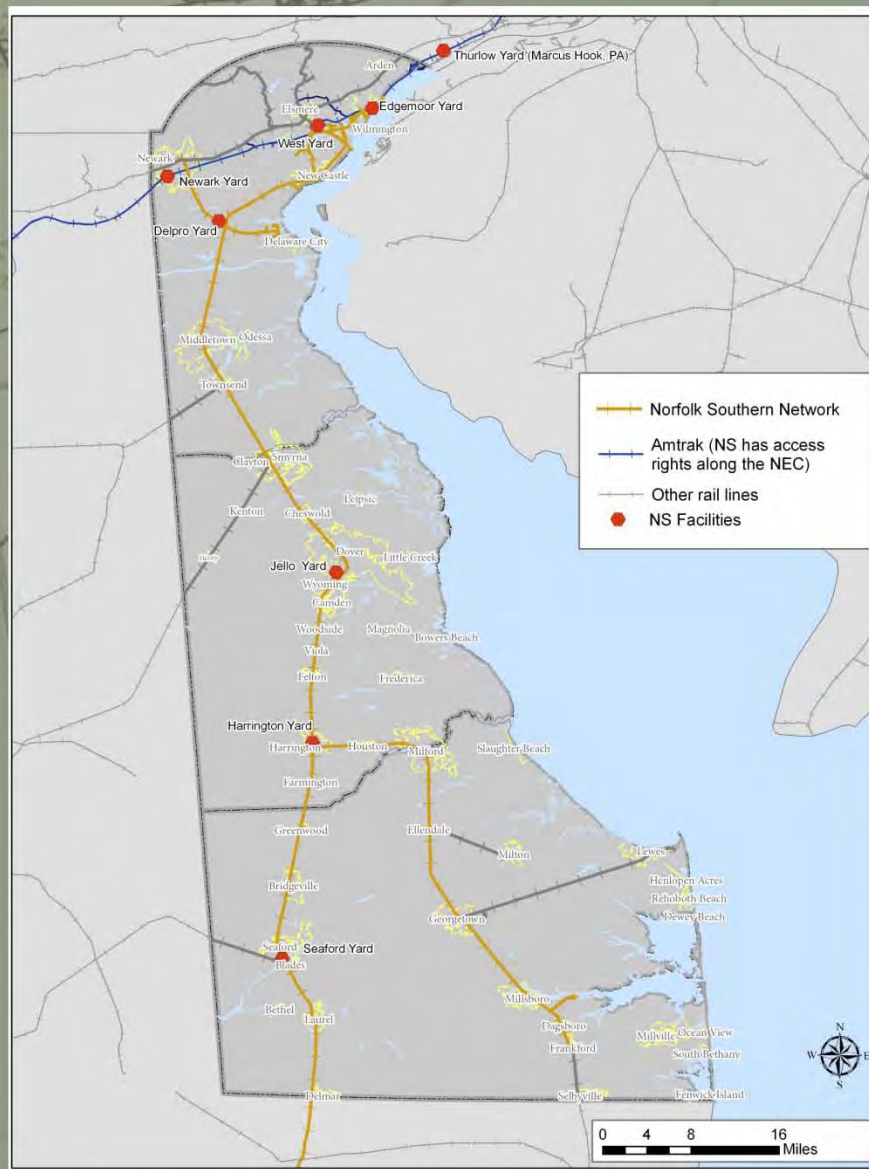 Thurlow Yard (Marcus Hook, PA)
Arden
Edgemoor Yard
Elsmere
Wilmington
West Yard
Newark
Newark Yard
New Castle
Delpro Yard
Delaware City
Middletown
Odessa
Townsend
Norfolk Southern Network
Amtrak (NS has access
rights along the NEC)
Other rail lines
NS Facilities
Clayton
Smyrna
Kenton
Leipsic
Cheswold
Dover
Little Creek
Jello Yard
Wyoming
Camden
Woodside
Magnolia
Bowers Beach
Viola
Felton
Frederica
Harrington Yard
Harrington
Houston
Milford
Slaughter Beach
Farmington
Greenwood
Ellendale
Milton
Lewes
Bridgeville
Henlopen Acres
Rehoboth Beach
Georgetown
Dewey Beach
Seaford
Seaford Yard
Blades
Bethel
Laurel
Millsboro
Dagsboro
Frankford
Millville
Ocean View
South Bethany
Delmar
Selbyville
Fenwick Island
N
W E
S
0 4 8 16
Miles